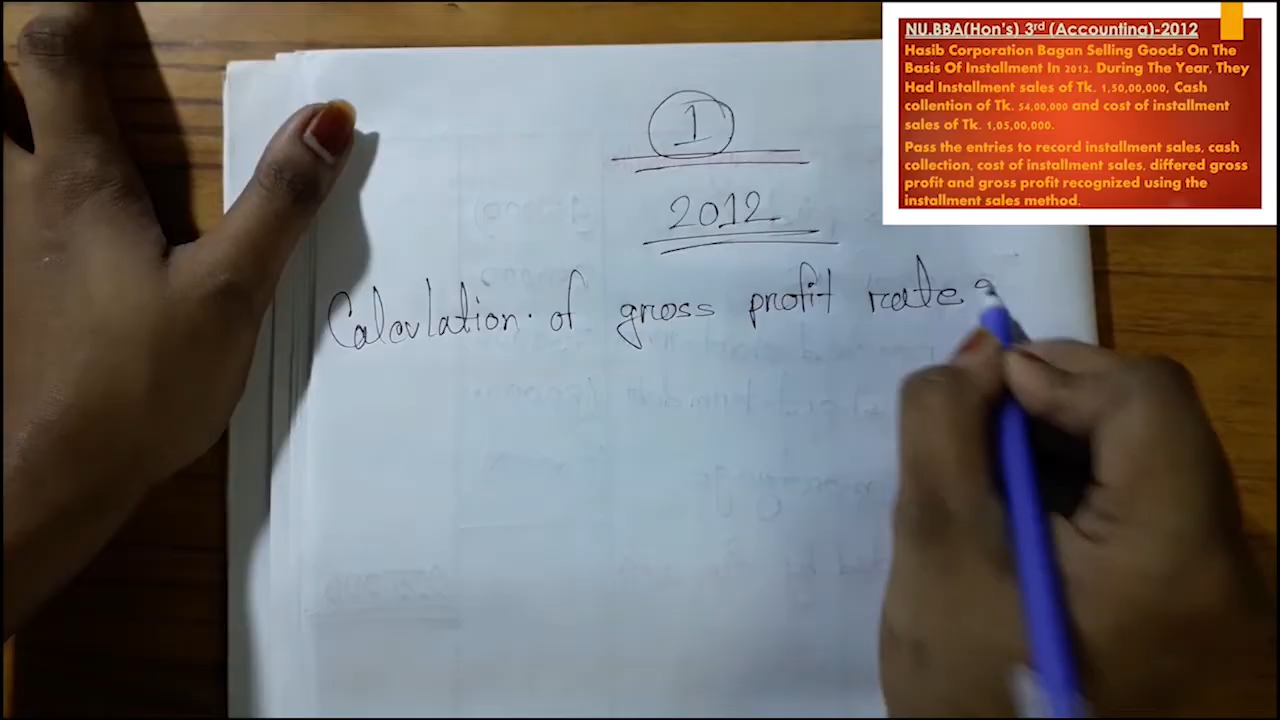 NU.BBA(Hon's) 3rd (Accounting)-2012
Hasib Corporation Bagan Selling Goods On The
Basis Of Installment In 2012. During The Year, They
Had Installment sales of Tk. 1,50,00,000, Cash
collention of Tk. 54,00,000 and cost of installment
sales of Tk. 1,05,00,000.
Pass the entries to record installment sales, cash
collection, cost of installment sales, differed gross
profit and gross profit recognized using the
installment sales method.
1
2012
Calculation of gross profit rate